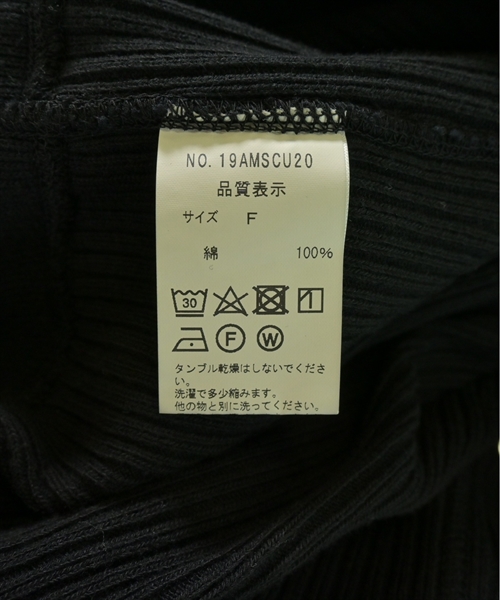 NO. 19AMSCU20
品質表示
サイズ F
綿 100%
30
F W
タンブル乾燥はしないでくださ
い。
洗濯で多少縮みます。
他の物と別に洗ってください。